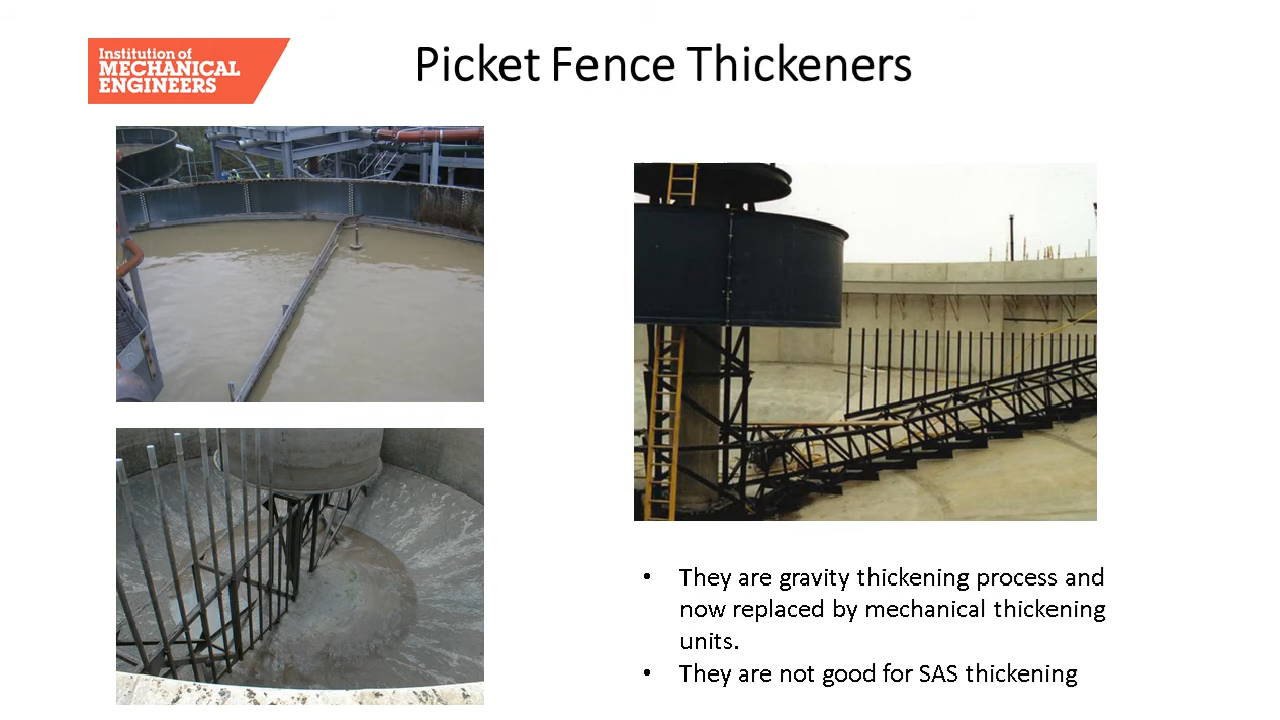 Institution of
MECHANICAL
ENGINEERS
Picket Fence Thickeners
• They are gravity thickening process and
now replaced by mechanical thickening
units.
• They are not good for SAS thickening